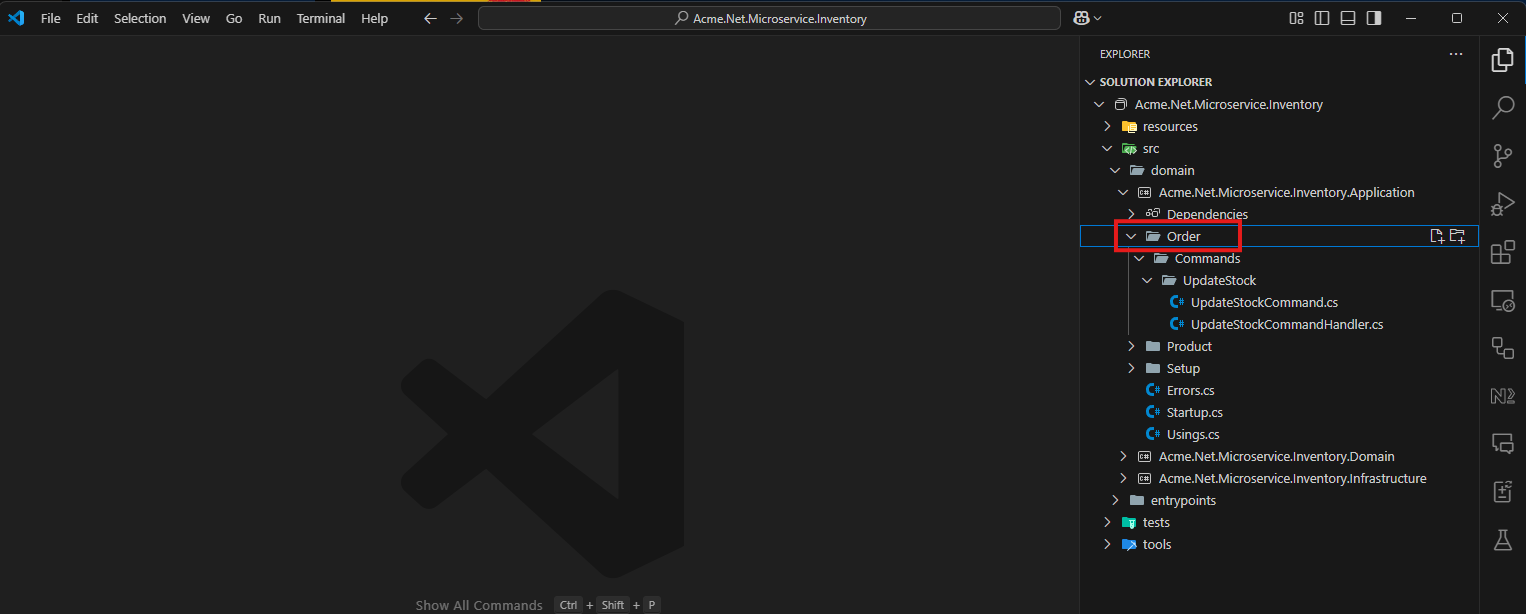 File Edit Selection View Go Run Terminal Help Acme.Net.Microservice.Inventory
EXPLORER
SOLUTION EXPLORER
Acme.Net.Microservice.Inventory
resources
src
domain
Acme.Net.Microservice.Inventory.Application
Dependencies
Order
Commands
UpdateStock
C# UpdateStockCommand.cs
C# UpdateStockCommandHandler.cs
Product
Setup
C# Errors.cs
C# Startup.cs
C# Usings.cs
Acme.Net.Microservice.Inventory.Domain
Acme.Net.Microservice.Inventory.Infrastructure
entrypoints
tests
tools
Show All Commands Ctrl + Shift + P